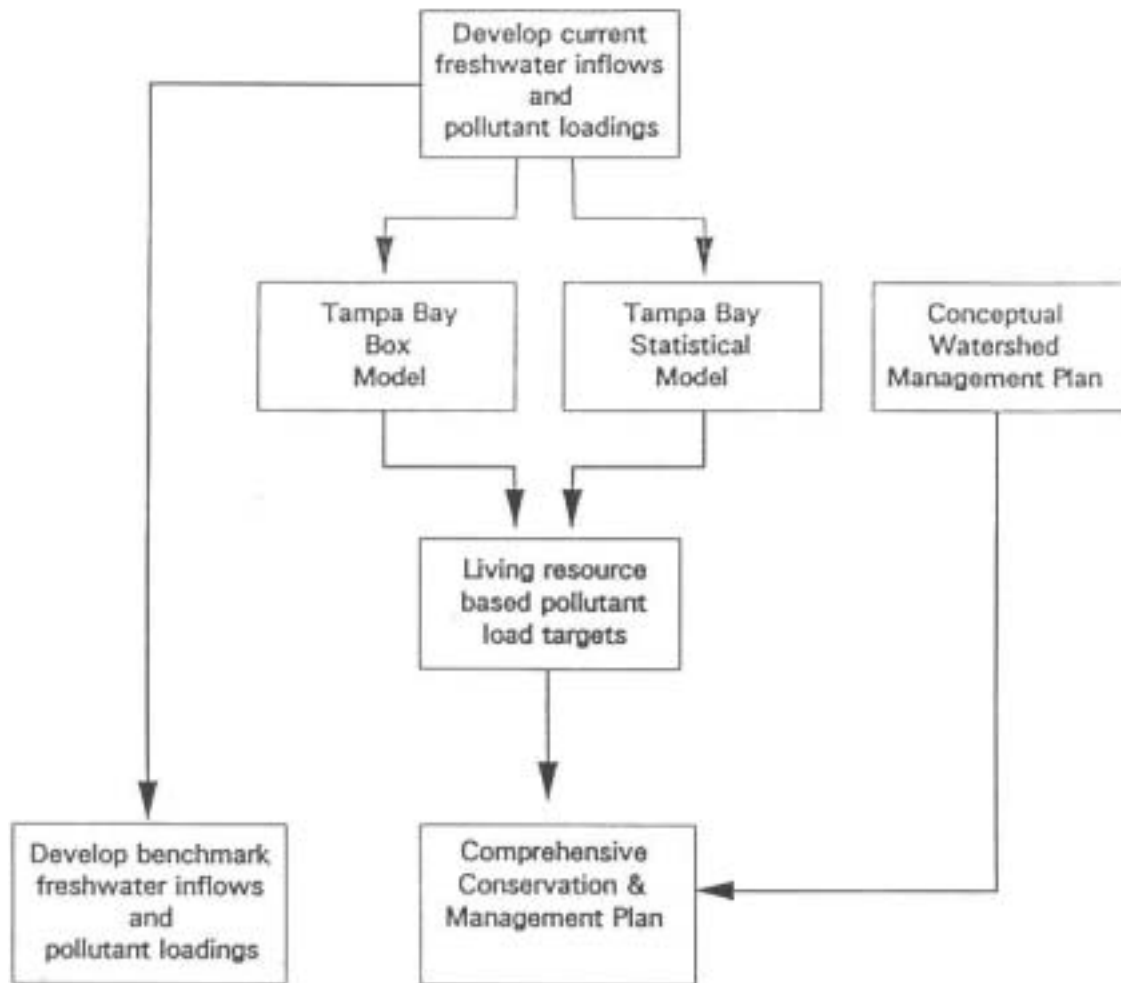 Develop current
freshwater inflows
and
pollutant loadings
Tampa Bay
Box
Model
Tampa Bay
Statistical
Model
Conceptual
Watershed
Management Plan
Living resource
based pollutant
load targets
Develop benchmark
freshwater inflows
and
pollutant loadings
Comprehensive
Conservation &
Management Plan